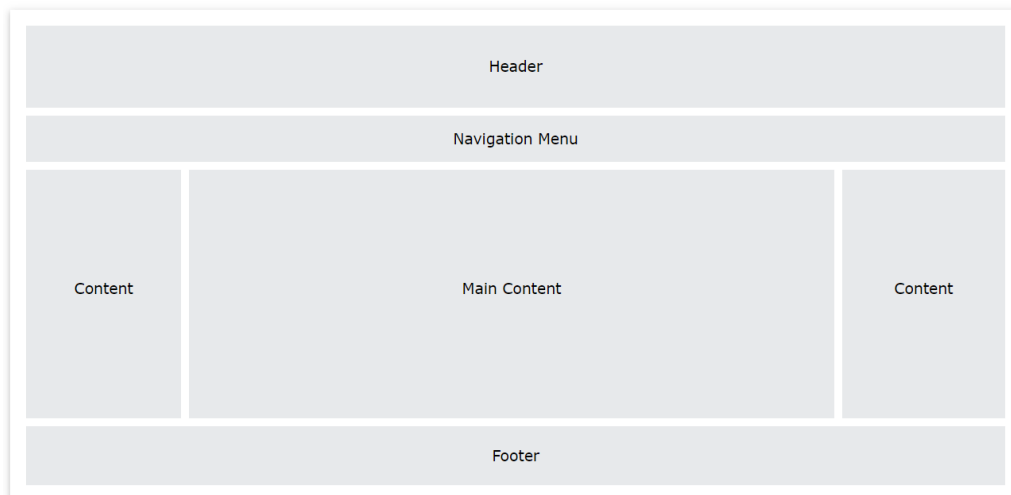 Header
Navigation Menu
Content
Main Content
Content
Footer